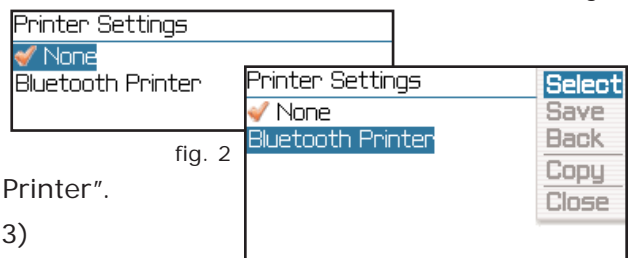 Printer Settings
None
Bluetooth Printer
fig. 2
Printer Settings
None
Bluetooth Printer
Select
Save
Back
Copy
Close
Printer".
3)